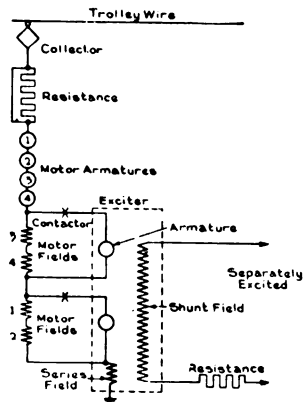 Trolley Wire
Collector
Resistance
1
2
3
4
Motor Armatures
Exciter
Contactor
Armature
3
4
Motor
Fields
Separately
Excited
Shunt Field
1
2
Motor
Fields
Resistance
Series
Field